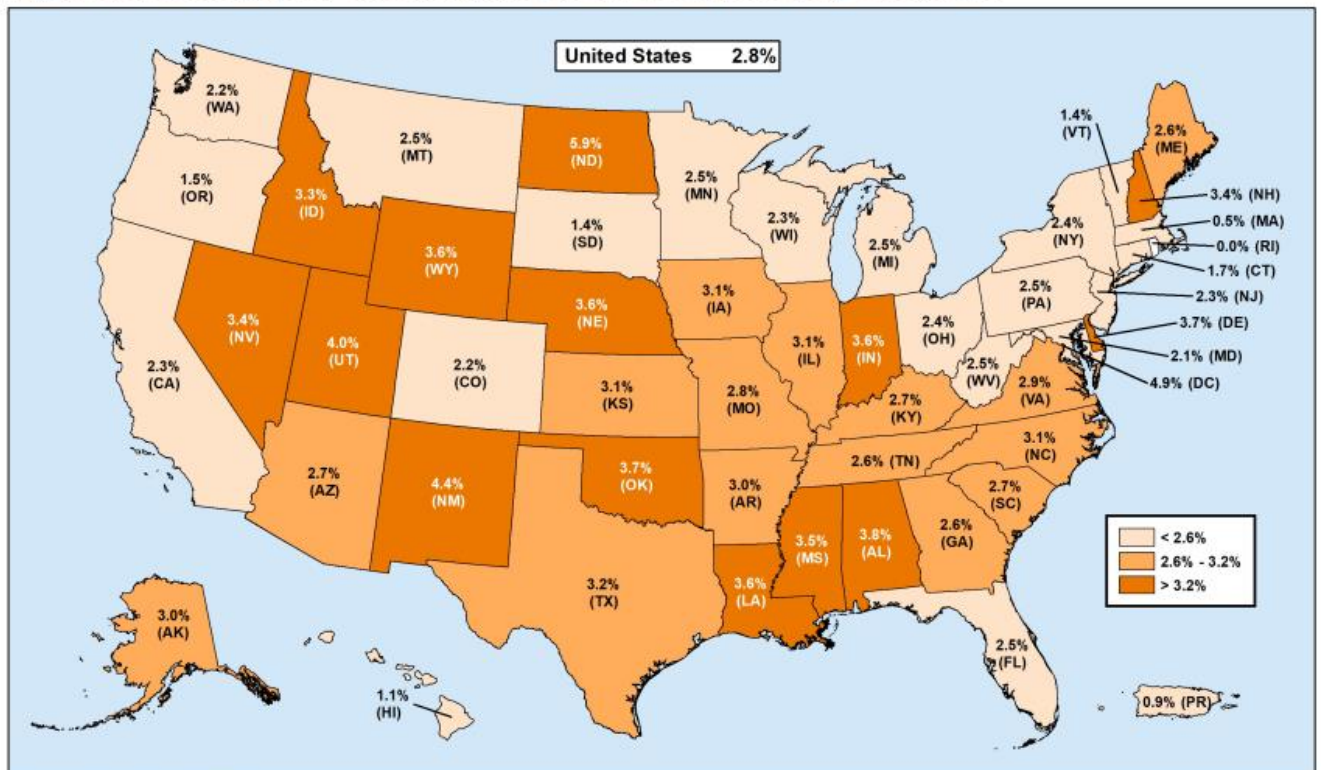 United States 2.8%
2.2%
(WA)
2.5%
(MT)
5.9%
(ND)
2.5%
(MN)
1.4%
(VT)
2.6%
(ME)
1.5%
(OR)
3.3%
(ID)
3.6%
(WY)
1.4%
(SD)
2.3%
(WI)
2.5%
(MI)
2.4%
(NY)
3.4% (NH)
0.5% (MA)
0.0% (RI)
1.7% (CT)
2.3% (NJ)
3.7% (DE)
2.1% (MD)
4.9% (DC)
2.3%
(CA)
3.4%
(NV)
4.0%
(UT)
2.2%
(CO)
3.6%
(NE)
3.1%
(IA)
3.1%
(IL)
3.6%
(IN)
2.4%
(OH)
2.5%
(PA)
2.5%
(WV)
2.9%
(VA)
3.1%
(KS)
2.8%
(MO)
2.7%
(KY)
3.1%
(NC)
2.7%
(AZ)
4.4%
(NM)
3.7%
(OK)
3.0%
(AR)
2.6% (TN)
2.7%
(SC)
3.2%
(TX)
3.6%
(LA)
3.5%
(MS)
3.8%
(AL)
2.6%
(GA)
< 2.6%
2.6% - 3.2%
> 3.2%
3.0%
(AK)
1.1%
(HI)
2.5%
(FL)
0.9% (PR)